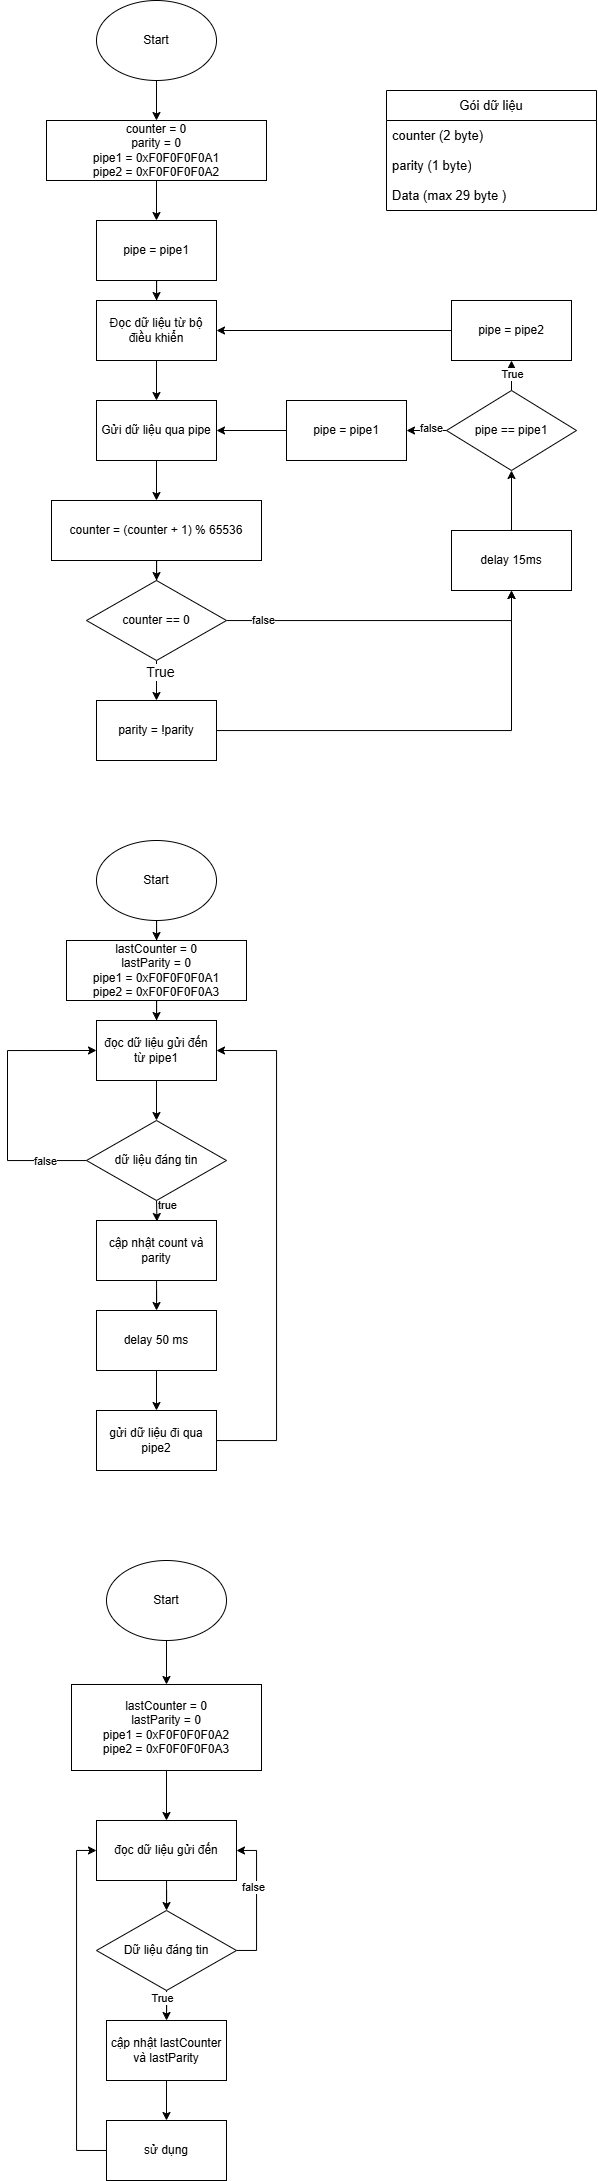 Start
counter = 0
parity = 0
pipe1 = 0xF0F0F0F0A1
pipe2 = 0xF0F0F0F0A2
Gói dữ liệu
counter (2 byte)
parity (1 byte)
Data (max 29 byte )
pipe = pipe1
Đọc dữ liệu từ bộ
điều khiển
pipe = pipe2
True
Gửi dữ liệu qua pipe
pipe = pipe1
false
pipe == pipe1
counter = (counter + 1) % 65536
delay 15ms
counter == 0
false
True
parity = !parity
Start
lastCounter = 0
lastParity = 0
pipe1 = 0xF0F0F0F0A1
pipe2 = 0xF0F0F0F0A3
đọc dữ liệu gửi đến
từ pipe1
dữ liệu đáng tin
false
true
cập nhật count và
parity
delay 50 ms
gửi dữ liệu đi qua
pipe2
Start
lastCounter = 0
lastParity = 0
pipe1 = 0xF0F0F0F0A2
pipe2 = 0xF0F0F0F0A3
đọc dữ liệu gửi đến
false
Dữ liệu đáng tin
True
cập nhật lastCounter
và lastParity
sử dụng